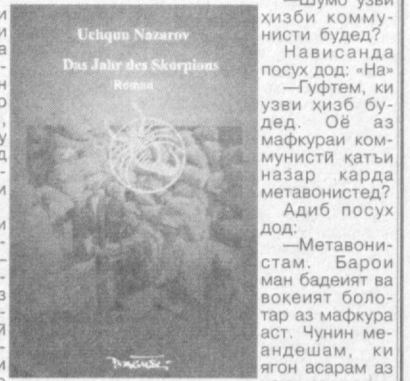 Uchqun Nazarov
Das Jahr des Skorpions
Roman
—Шумо узви
ҳизби комму-
нисти будед?
Нависанда
посух дод: «На»
—Гуфтем, ки
узви ҳизб бу-
дед. Оё аз
мафкураи ком-
мунистӣ қатъи
назар карда
метавонистед?
Адиб посух
дод:
—Метавони-
стам. Барои
ман бадеият ва
воқеият боло-
тар аз мафкура
аст. Чунин ме-
андешам, ки
ягон асарам аз